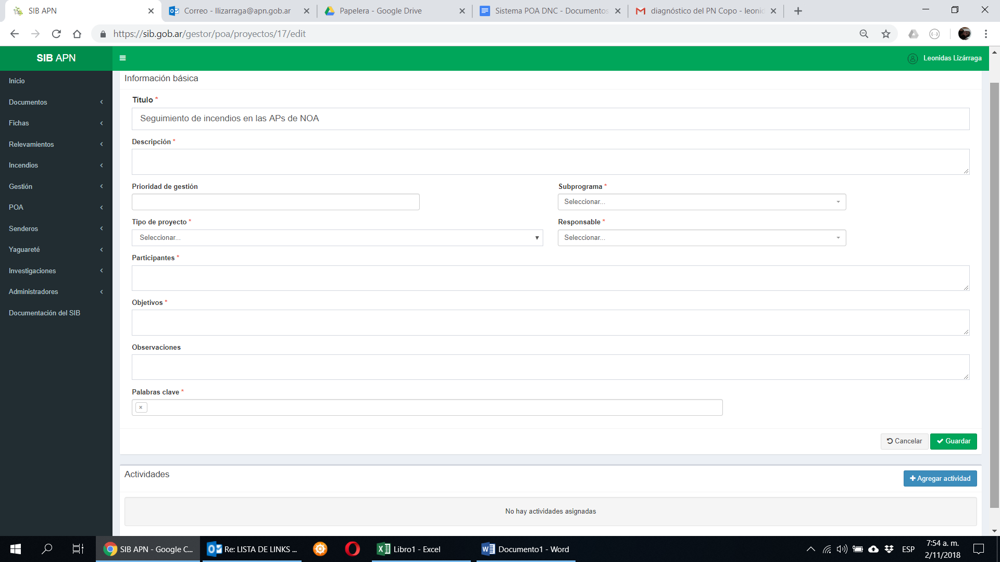 SIB APN
Correo - llizarraga@apn.gob.ar
Papelera - Google Drive
Sistema POA DNC - Documentos
diagnóstico del PN Copo - leonid
https://sib.gob.ar/gestor/poa/proyectos/17/edit
SIB APN
Leonidas Lizárraga
Inicio
Documentos
Fichas
Relevamientos
Incendios
Gestión
POA
Senderos
Yaguareté
Investigaciones
Administradores
Documentación del SIB
Información básica
Título *
Seguimiento de incendios en las APs de NOA
Descripción *
Prioridad de gestión
Subprograma *
Seleccionar...
Tipo de proyecto *
Responsable *
Seleccionar...
Seleccionar...
Participantes *
Objetivos *
Observaciones
Palabras clave *
×
Cancelar
Guardar
Actividades
Agregar actividad
No hay actividades asignadas
SIB APN - Google C...
Re: LISTA DE LINKS ...
Libro1 - Excel
Documento1 - Word
ESP
7:54 a. m.
2/11/2018